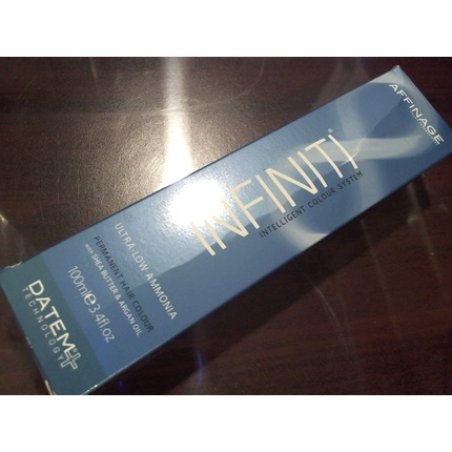 AFFINAGE
INFINITI
INTELLIGENT COLOUR SYSTEM
ULTRA LOW AMMONIA
PERMANENT HAIR COLOUR
WITH SHEA BUTTER & ARGAN OIL
100ml℮3.4fl.oz
DATEM+
TECHNOLOGY